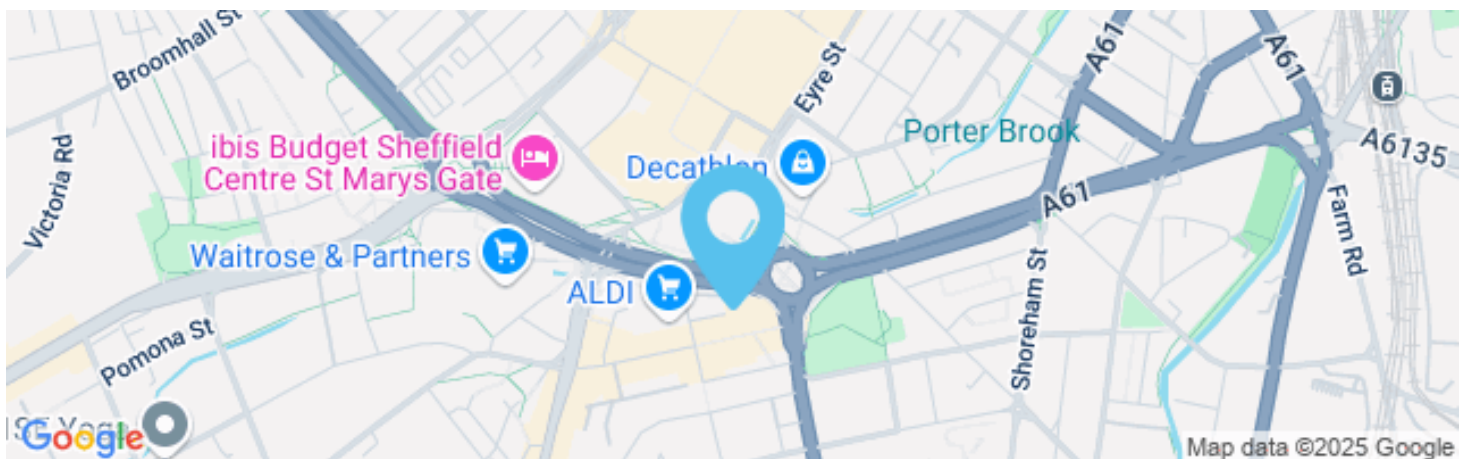 Broomhall St
Victoria Rd
ibis Budget Sheffield
Centre St Marys Gate
Eyre St
Decathlon
Porter Brook
A61
A61
A6135
A61
Farm Rd
Waitrose & Partners
ALDI
Shoreham St
Pomona St
Google
Map data ©2025 Google